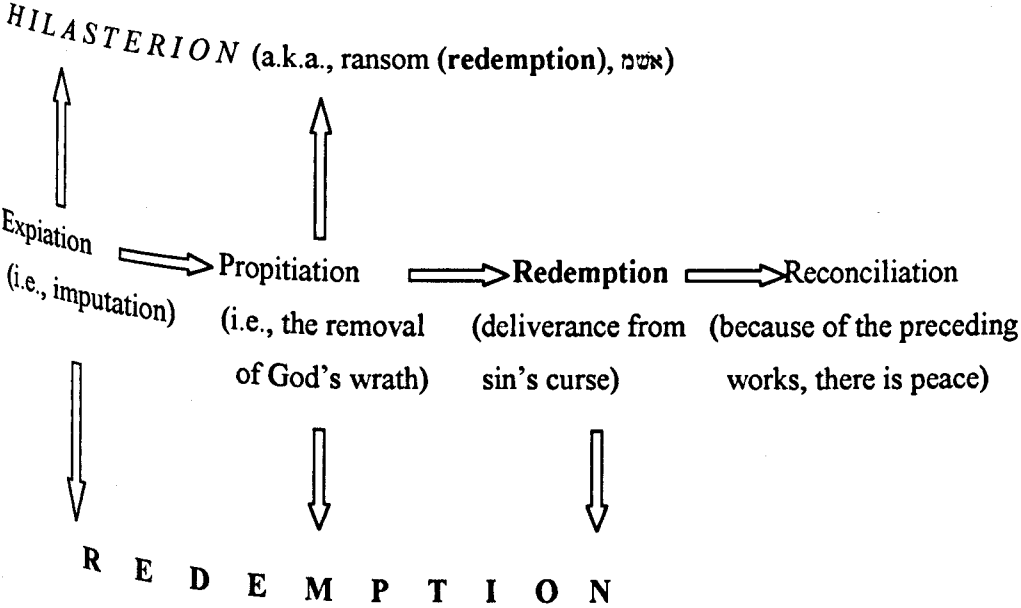 HILASTERION (a.k.a., ransom (redemption), אשמ)
Expiation
(i.e., imputation)
Propitiation
(i.e., the removal
of God's wrath)
Redemption
(deliverance from
sin's curse)
Reconciliation
(because of the preceding
works, there is peace)
R E D E M P T I O N